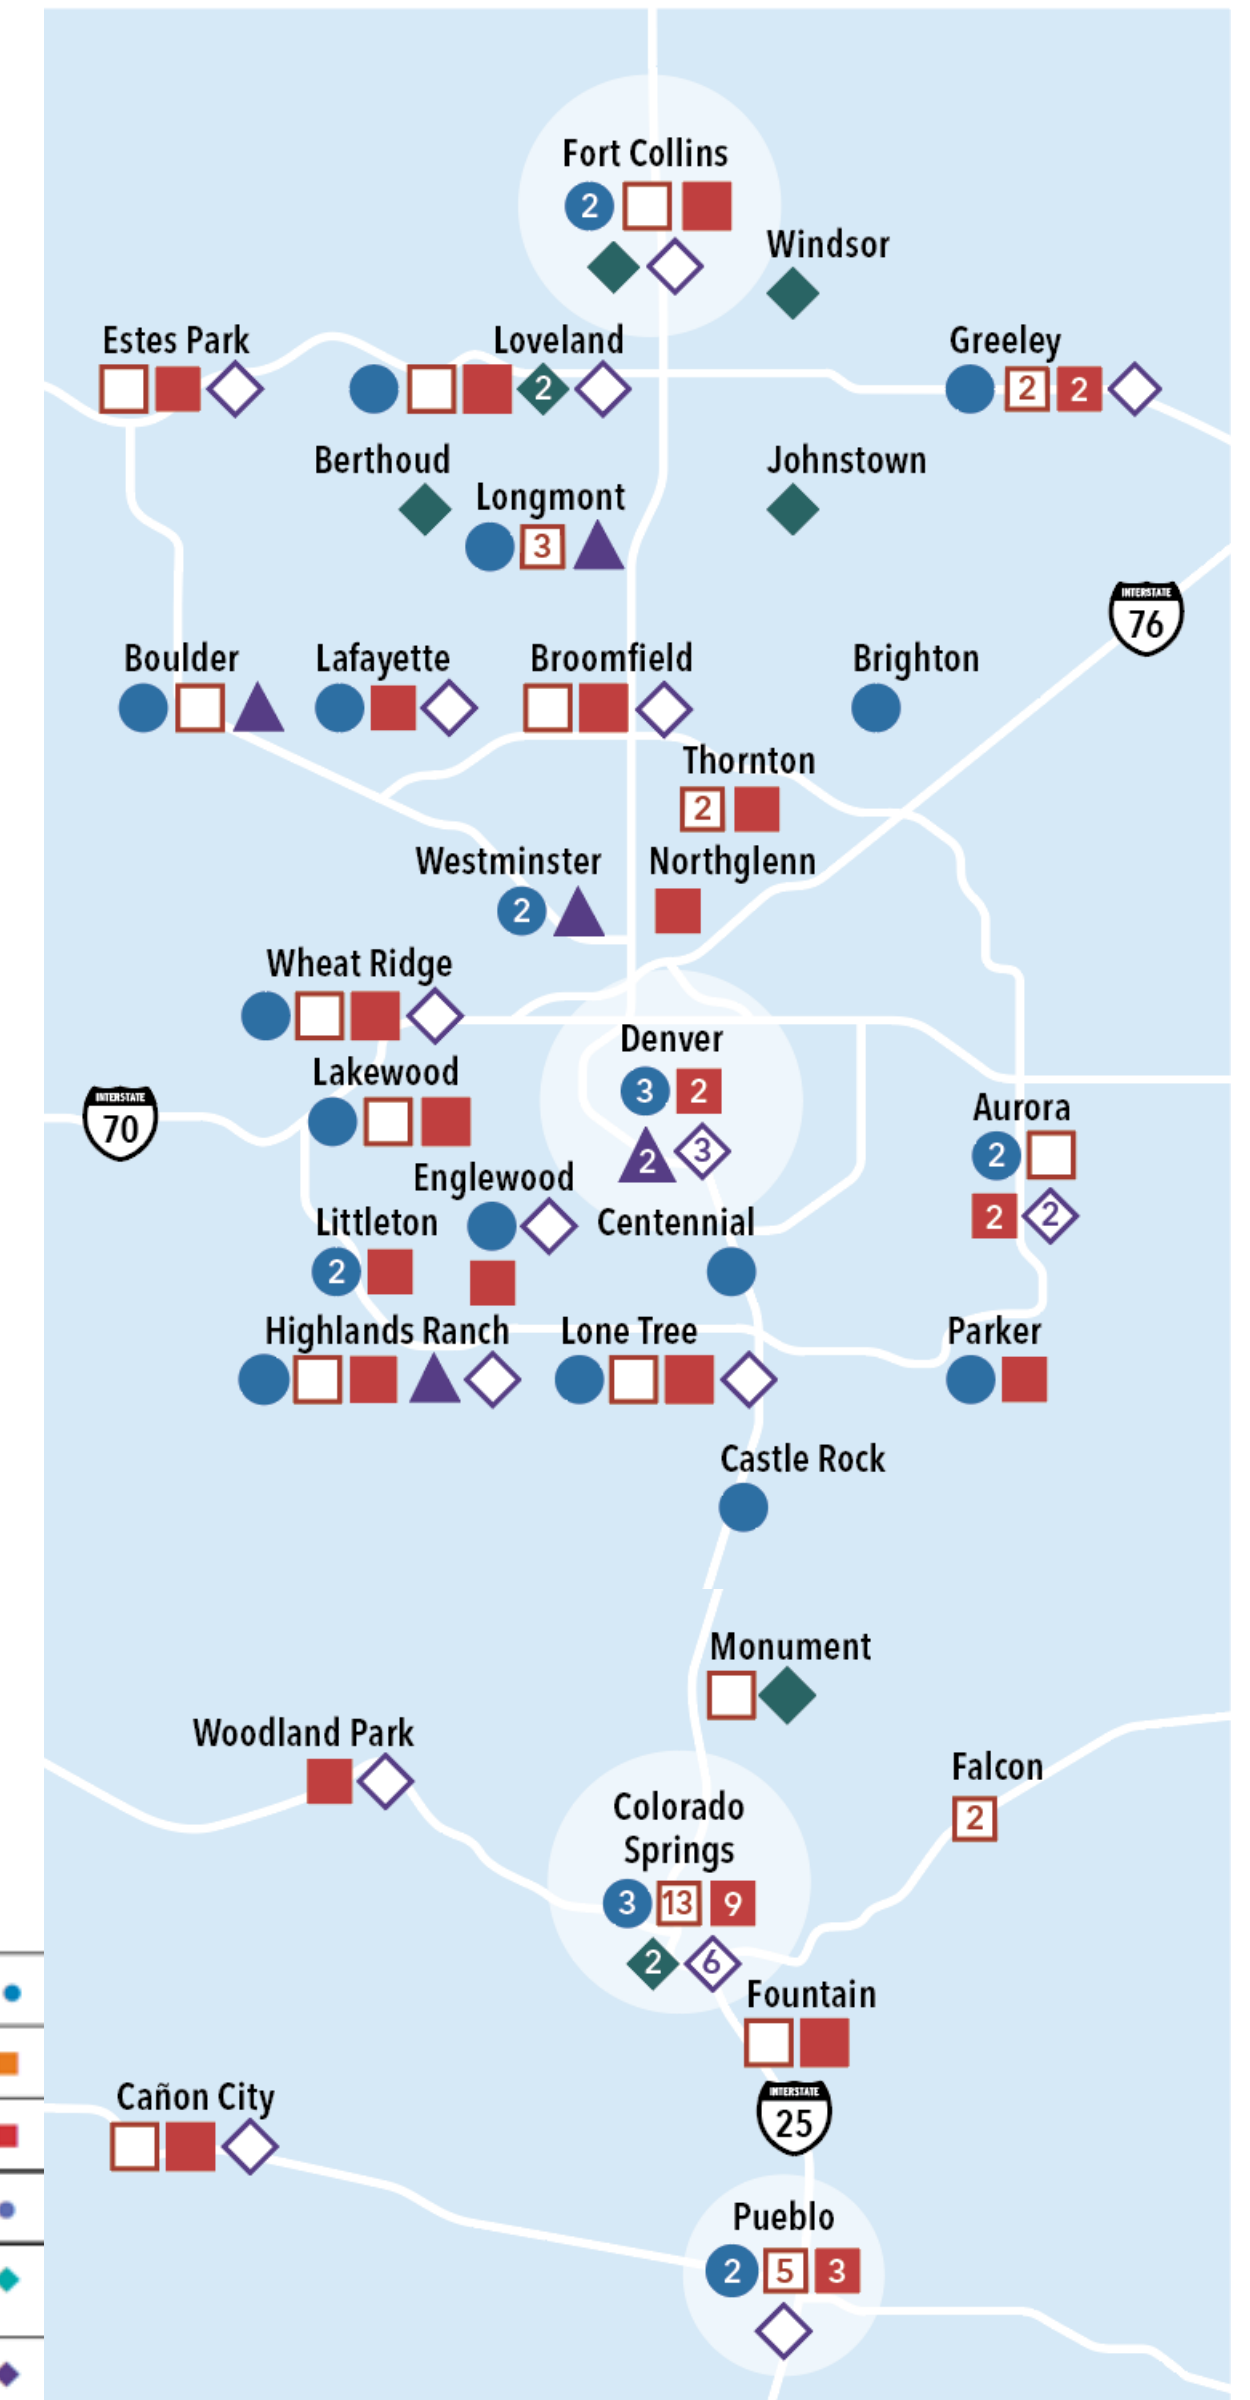 Fort Collins
2
Windsor
Estes Park
Loveland
2
Greeley
2 2
Berthoud
Johnstown
Longmont
3
INTERSTATE
76
Boulder
Lafayette
Broomfield
Brighton
Thornton
2
Westminster
2
Northglenn
Wheat Ridge
Denver
3 2
2 3
Lakewood
INTERSTATE
70
Aurora
2
2 2
Englewood
Littleton
2
Centennial
Highlands Ranch
Lone Tree
Parker
Castle Rock
Monument
Woodland Park
Falcon
2
Colorado
Springs
3 13 9
2 6
Fountain
INTERSTATE
25
Cañon City
Pueblo
2 5 3